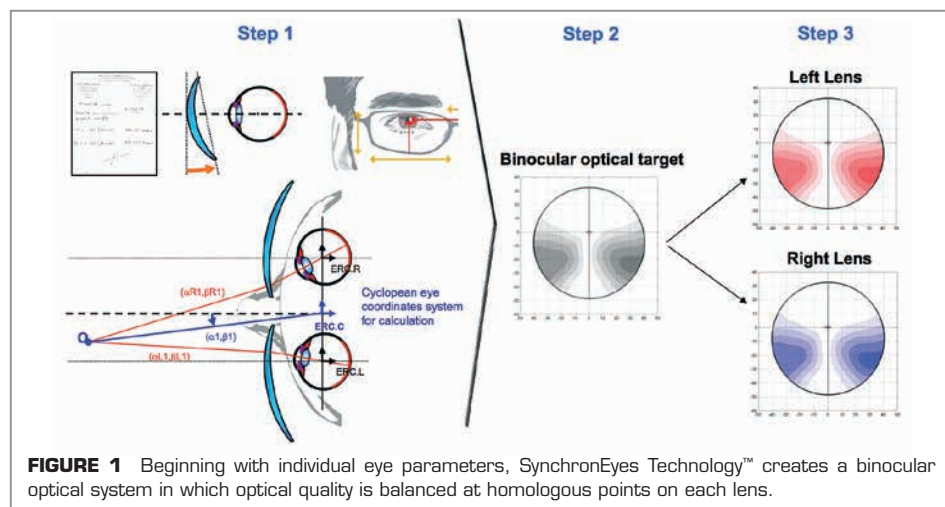 Step 1
Step 2
Step 3
Left Lens
Binocular optical target
Right Lens
ERC.R
(αR1,βR1)
Cyclopean eye
coordinates system
for calculation
ERC.C
(α1,β1)
(αL1,βL1)
ERC.L
FIGURE 1 Beginning with individual eye parameters, SynchronEyes Technology™ creates a binocular
optical system in which optical quality is balanced at homologous points on each lens.